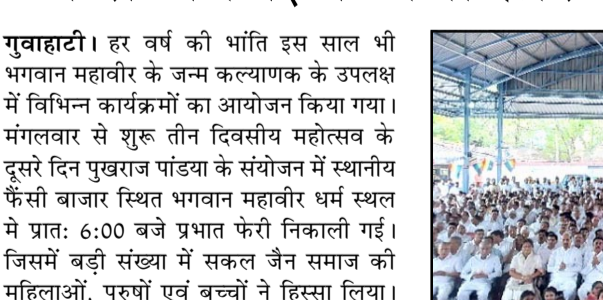 गुवाहाटी। हर वर्ष की भांति इस साल भी
भगवान महावीर के जन्म कल्याणक के उपलक्ष
में विभिन्न कार्यक्रमों का आयोजन किया गया।
मंगलवार से शुरू तीन दिवसीय महोत्सव के
दूसरे दिन पुखराज पांडया के संयोजन में स्थानीय
फैंसी बाजार स्थित भगवान महावीर धर्म स्थल
मे प्रात: 6:00 बजे प्रभात फेरी निकाली गई।
जिसमें बड़ी संख्या में सकल जैन समाज की
महिलाओं, पुरुषों एवं बच्चों ने हिस्सा लिया।